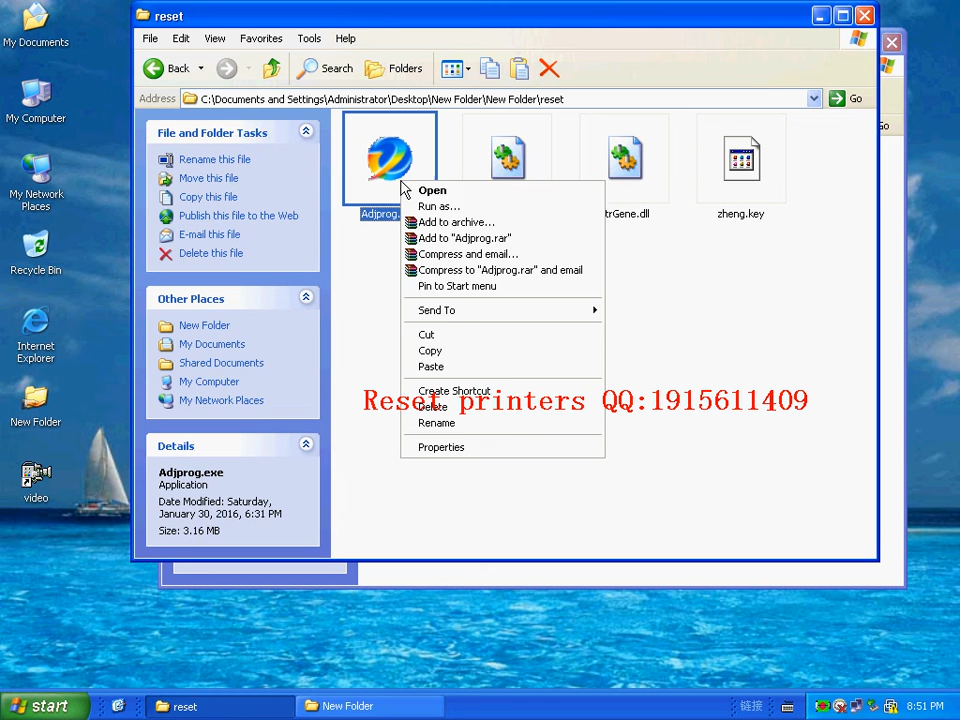 My Documents
My Computer
My Network
Places
Recycle Bin
Internet
Explorer
New Folder
video
reset
File Edit View Favorites Tools Help
Back Search Folders
Address C:\Documents and Settings\Administrator\Desktop\New Folder\New Folder\reset Go
Go
File and Folder Tasks
Rename this file
Move this file
Copy this file
Publish this file to the Web
E-mail this file
Delete this file
Other Places
New Folder
My Documents
Shared Documents
My Computer
My Network Places
Details
Adjprog.exe
Application
Date Modified: Saturday,
January 30, 2016, 6:31 PM
Size: 3.16 MB
Adjprog.
trGene.dll
zheng.key
Open
Run as...
Add to archive...
Add to "Adjprog.rar"
Compress and email...
Compress to "Adjprog.rar" and email
Pin to Start menu
Send To
Cut
Copy
Paste
Create Shortcut
Delete
Rename
Properties
Reset printers QQ:1915611409
start
reset
New Folder
链接
8:51 PM